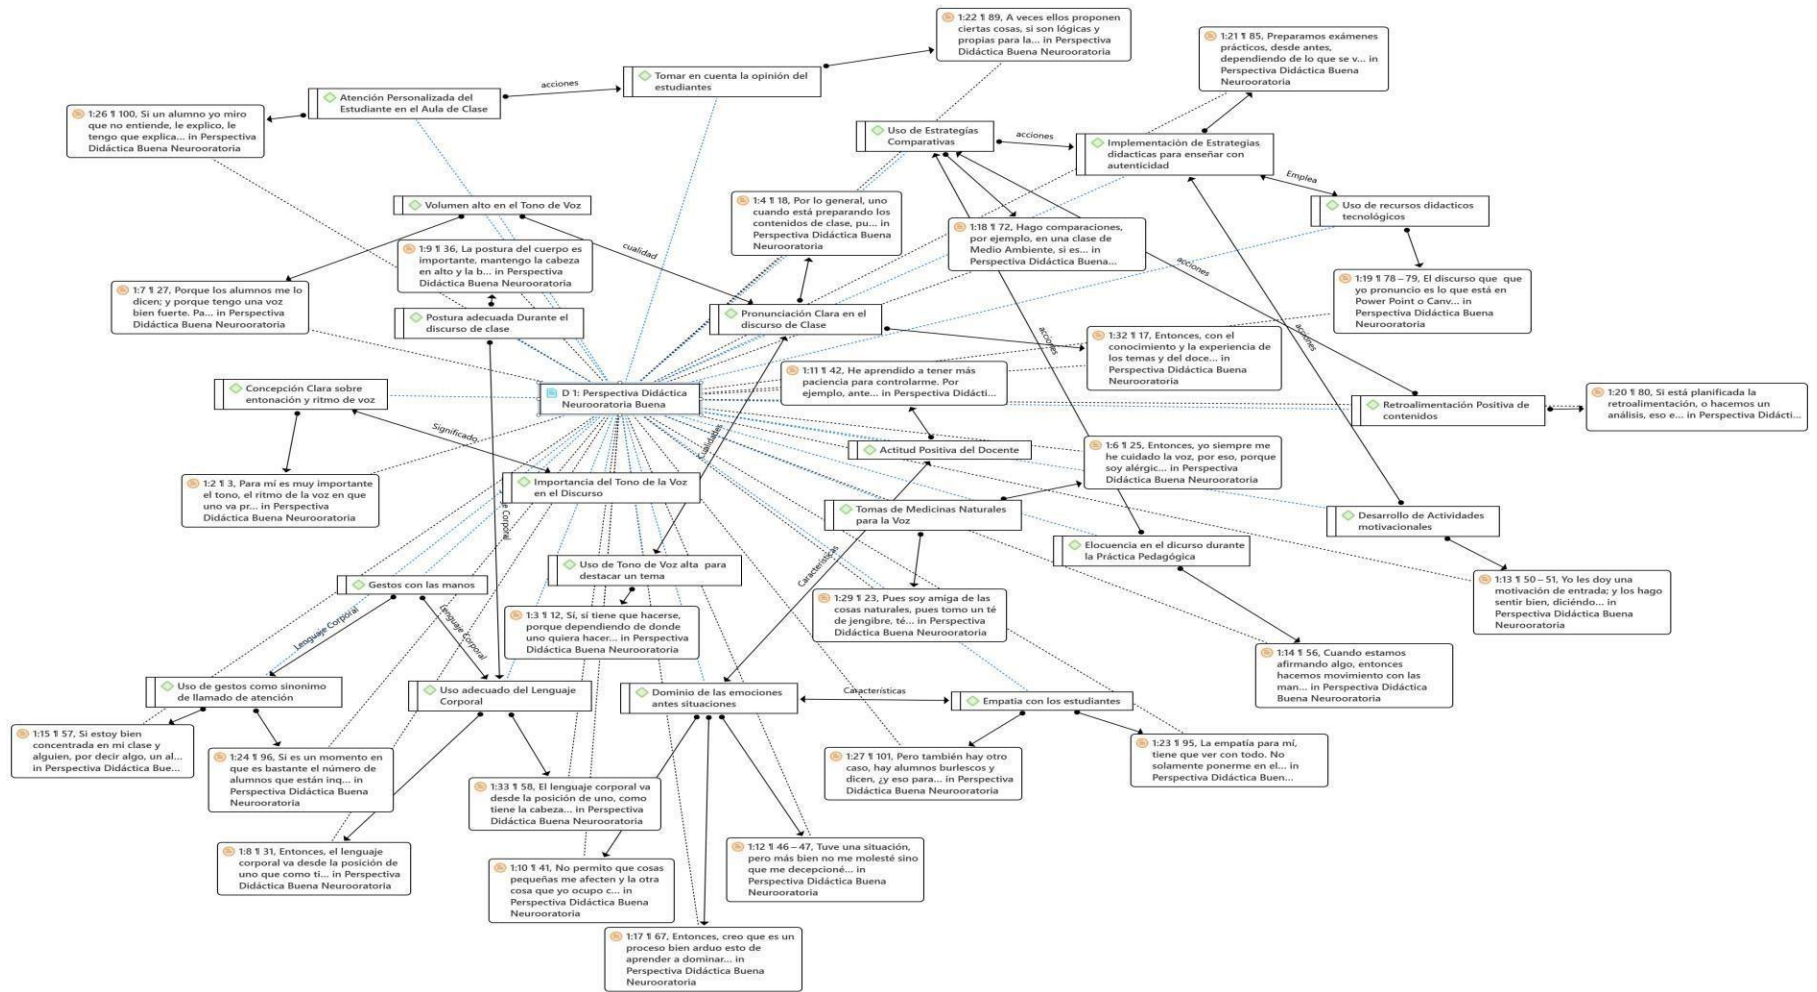 1:22 ¶ 89, A veces ellos proponen
ciertas cosas, si son lógicas y
propias para la... in Perspectiva
Didáctica Buena Neurooratoria
1:21 ¶ 85, Preparamos exámenes
prácticos, desde antes,
dependiendo de lo que se v... in
Perspectiva Didáctica Buena
Neurooratoria
acciones
Tomar en cuenta la opinión del
estudiantes
Atención Personalizada del
Estudiante en el Aula de Clase
1:26 ¶ 100, Si un alumno yo miro
que no entiende, le explico, le
tengo que explica... in Perspectiva
Didáctica Buena Neurooratoria
Uso de Estrategías
Comparativas
acciones
Implementación de Estrategias
didacticas para enseñar con
autenticidad
Emplea
Uso de recursos didacticos
tecnológicos
Volumen alto en el Tono de Voz
cualidad
1:4 ¶ 18, Por lo general, uno
cuando está preparando los
contenidos de clase, pu... in
Perspectiva Didáctica Buena
Neurooratoria
1:18 ¶ 72, Hago comparaciones,
por ejemplo, en una clase de
Medio Ambiente, si es... in
Perspectiva Didáctica Buena...
acciones
1:9 ¶ 36, La postura del cuerpo es
importante, mantengo la cabeza
en alto y la b... in Perspectiva
Didáctica Buena Neurooratoria
1:7 ¶ 27, Porque los alumnos me lo
dicen; y porque tengo una voz
bien fuerte. Pa... in Perspectiva
Didáctica Buena Neurooratoria
1:19 ¶ 78 – 79, El discurso que que
yo pronuncio es lo que está en
Power Point o Canv... in
Perspectiva Didáctica Buena
Neurooratoria
Postura adecuada Durante el
discurso de clase
Pronunciación Clara en el
discurso de Clase
acciones
acciones
1:32 ¶ 17, Entonces, con el
conocimiento y la experiencia de
los temas y del doce... in
Perspectiva Didáctica Buena
Neurooratoria
1:11 ¶ 42, He aprendido a tener más
paciencia para controlarme. Por
ejemplo, ante... in Perspectiva Didácti...
Concepción Clara sobre
entonación y ritmo de voz
D 1: Perspectiva Didáctica
Neurooratoria Buena
Retroalimentación Positiva de
contenidos
1:20 ¶ 80, Si está planificada la
retroalimentación, o hacemos un
análisis, eso e... in Perspectiva Didácti...
Significado
Cualidades
Actitud Positiva del Docente
1:6 ¶ 25, Entonces, yo siempre me
he cuidado la voz, por eso, porque
soy alérgic... in Perspectiva
Didáctica Buena Neurooratoria
1:2 ¶ 3, Para mí es muy importante
el tono, el ritmo de la voz en que
uno va pr... in Perspectiva
Didáctica Buena Neurooratoria
Importancia del Tono de la Voz
en el Discurso
e Corporal
Tomas de Medicinas Naturales
para la Voz
Desarrollo de Actividades
motivacionales
Elocuencia en el dicurso durante
la Práctica Pedagógica
Uso de Tono de Voz alta para
destacar un tema
Características
Gestos con las manos
1:13 ¶ 50 – 51, Yo les doy una
motivación de entrada; y los hago
sentir bien, diciéndo... in
Perspectiva Didáctica Buena
Neurooratoria
1:29 ¶ 23, Pues soy amiga de las
cosas naturales, pues tomo un té
de jengibre, té... in Perspectiva
Didáctica Buena Neurooratoria
1:3 ¶ 12, Sí, sí tiene que hacerse,
porque dependiendo de donde
uno quiera hacer... in Perspectiva
Didáctica Buena Neurooratoria
Lenguaje Corporal
Lenguaje Corporal
1:14 ¶ 56, Cuando estamos
afirmando algo, entonces
hacemos movimiento con las
man... in Perspectiva Didáctica
Buena Neurooratoria
Uso de gestos como sinonimo
de llamado de atención
Uso adecuado del Lenguaje
Corporal
Dominio de las emociones
antes situaciones
Características
Empatia con los estudiantes
1:15 ¶ 57, Si estoy bien
concentrada en mi clase y
alguien, por decir algo, un al...
in Perspectiva Didáctica Bue...
1:24 ¶ 96, Si es un momento en
que es bastante el número de
alumnos que están inq... in
Perspectiva Didáctica Buena
Neurooratoria
1:27 ¶ 101, Pero también hay otro
caso, hay alumnos burlescos y
dicen, ¿y eso para... in Perspectiva
Didáctica Buena Neurooratoria
1:23 ¶ 95, La empatía para mí,
tiene que ver con todo. No
solamente ponerme en el... in
Perspectiva Didáctica Buen...
1:33 ¶ 58, El lenguaje corporal va
desde la posición de uno, como
tiene la cabeza... in Perspectiva
Didáctica Buena Neurooratoria
1:8 ¶ 31, Entonces, el lenguaje
corporal va desde la posición de
uno que como ti... in Perspectiva
Didáctica Buena Neurooratoria
1:12 ¶ 46 – 47, Tuve una situación,
pero más bien no me molesté sino
que me decepcioné... in
Perspectiva Didáctica Buena
Neurooratoria
1:10 ¶ 41, No permito que cosas
pequeñas me afecten y la otra
cosa que yo ocupo c... in
Perspectiva Didáctica Buena
Neurooratoria
1:17 ¶ 67, Entonces, creo que es un
proceso bien arduo esto de
aprender a dominar... in
Perspectiva Didáctica Buena
Neurooratoria